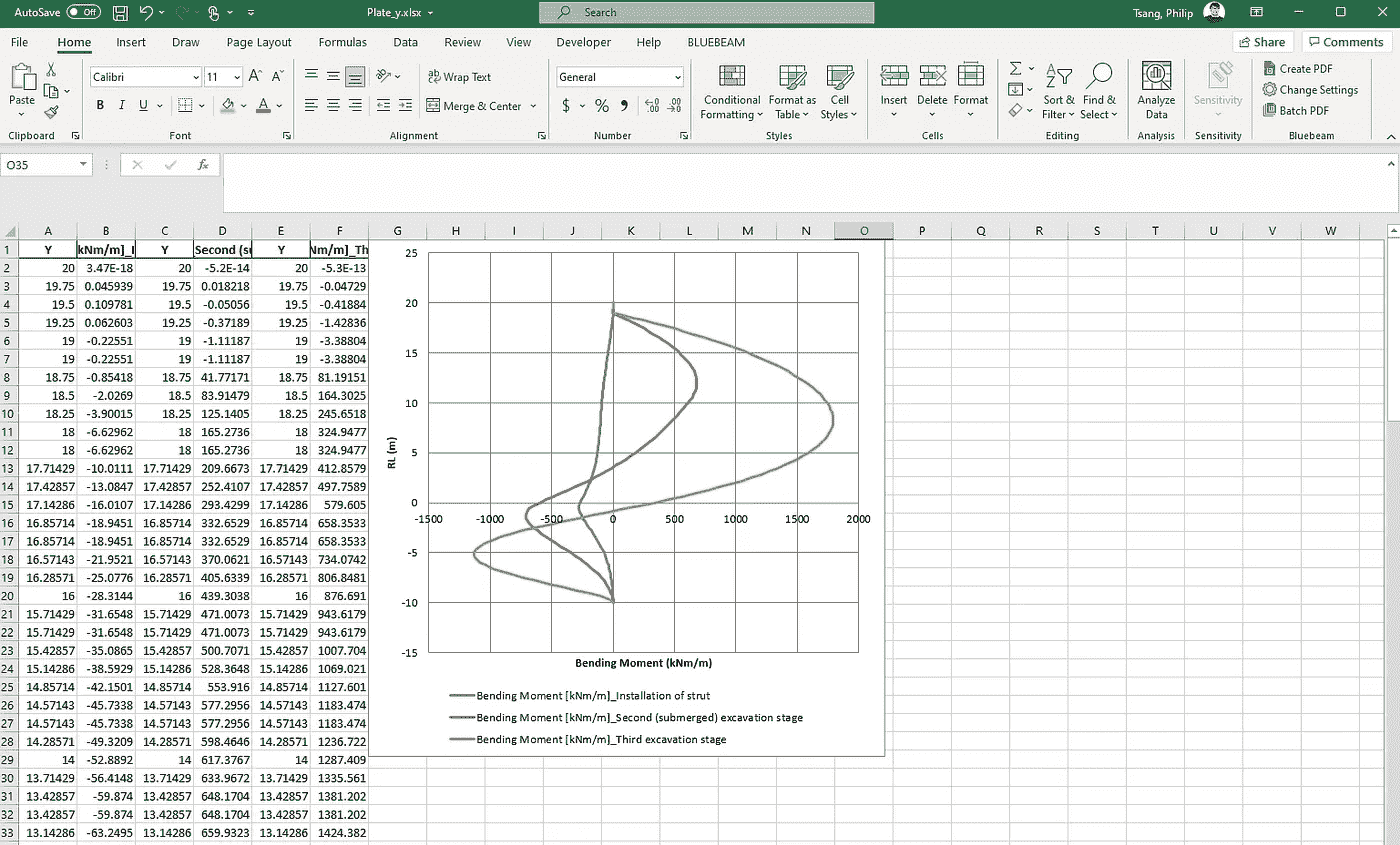 AutoSave Off Plate_y.xlsx Search Tsang, Philip
File Home Insert Draw Page Layout Formulas Data Review View Developer Help BLUEBEAM Share Comments
Paste Calibri 11 Wrap Text General Conditional Formatting Format as Table Cell Styles Insert Delete Format Sort & Filter Find & Select Analyze Data Sensitivity Create PDF
B I U Merge & Center $ % Change Settings
Batch PDF
Clipboard Font Alignment Number Styles Cells Editing Analysis Sensitivity Bluebeam
O35 fx
A B C D E F G H I J K L M N O P Q R S T U V W
1 Y kNm/m]_I Y Second (su Y Nm/m]_Th
2 20 3.47E-18 20 -5.2E-14 20 -5.3E-13
3 19.75 0.045939 19.75 0.018218 19.75 -0.04729
4 19.5 0.109781 19.5 -0.05056 19.5 -0.41884
5 19.25 0.062603 19.25 -0.37189 19.25 -1.42836
6 19 -0.22551 19 -1.11187 19 -3.38804
7 19 -0.22551 19 -1.11187 19 -3.38804
8 18.75 -0.85418 18.75 41.77171 18.75 81.19151
9 18.5 -2.0269 18.5 83.91479 18.5 164.3025
10 18.25 -3.90015 18.25 125.1405 18.25 245.6518
11 18 -6.62962 18 165.2736 18 324.9477
12 18 -6.62962 18 165.2736 18 324.9477
13 17.71429 -10.0111 17.71429 209.6673 17.71429 412.8579
14 17.42857 -13.0847 17.42857 252.4107 17.42857 497.7589
15 17.14286 -16.0107 17.14286 293.4299 17.14286 579.605
16 16.85714 -18.9451 16.85714 332.6529 16.85714 658.3533
17 16.85714 -18.9451 16.85714 332.6529 16.85714 658.3533
18 16.57143 -21.9521 16.57143 370.0621 16.57143 734.0742
19 16.28571 -25.0776 16.28571 405.6339 16.28571 806.8481
20 16 -28.3144 16 439.3038 16 876.691
21 15.71429 -31.6548 15.71429 471.0073 15.71429 943.6179
22 15.71429 -31.6548 15.71429 471.0073 15.71429 943.6179
23 15.42857 -35.0865 15.42857 500.7071 15.42857 1007.704
24 15.14286 -38.5929 15.14286 528.3648 15.14286 1069.021
25 14.85714 -42.1501 14.85714 553.916 14.85714 1127.601
26 14.57143 -45.7338 14.57143 577.2956 14.57143 1183.474
27 14.57143 -45.7338 14.57143 577.2956 14.57143 1183.474
28 14.28571 -49.3209 14.28571 598.4646 14.28571 1236.722
29 14 -52.8892 14 617.3767 14 1287.409
30 13.71429 -56.4148 13.71429 633.9672 13.71429 1335.561
31 13.42857 -59.874 13.42857 648.1704 13.42857 1381.202
32 13.42857 -59.874 13.42857 648.1704 13.42857 1381.202
33 13.14286 -63.2495 13.14286 659.9323 13.14286 1424.382
25
20
15
10
5
0
-5
-10
-15
RL (m)
-1500 -1000 -500 0 500 1000 1500 2000
Bending Moment (kNm/m)
Bending Moment [kNm/m]_Installation of strut
Bending Moment [kNm/m]_Second (submerged) excavation stage
Bending Moment [kNm/m]_Third excavation stage